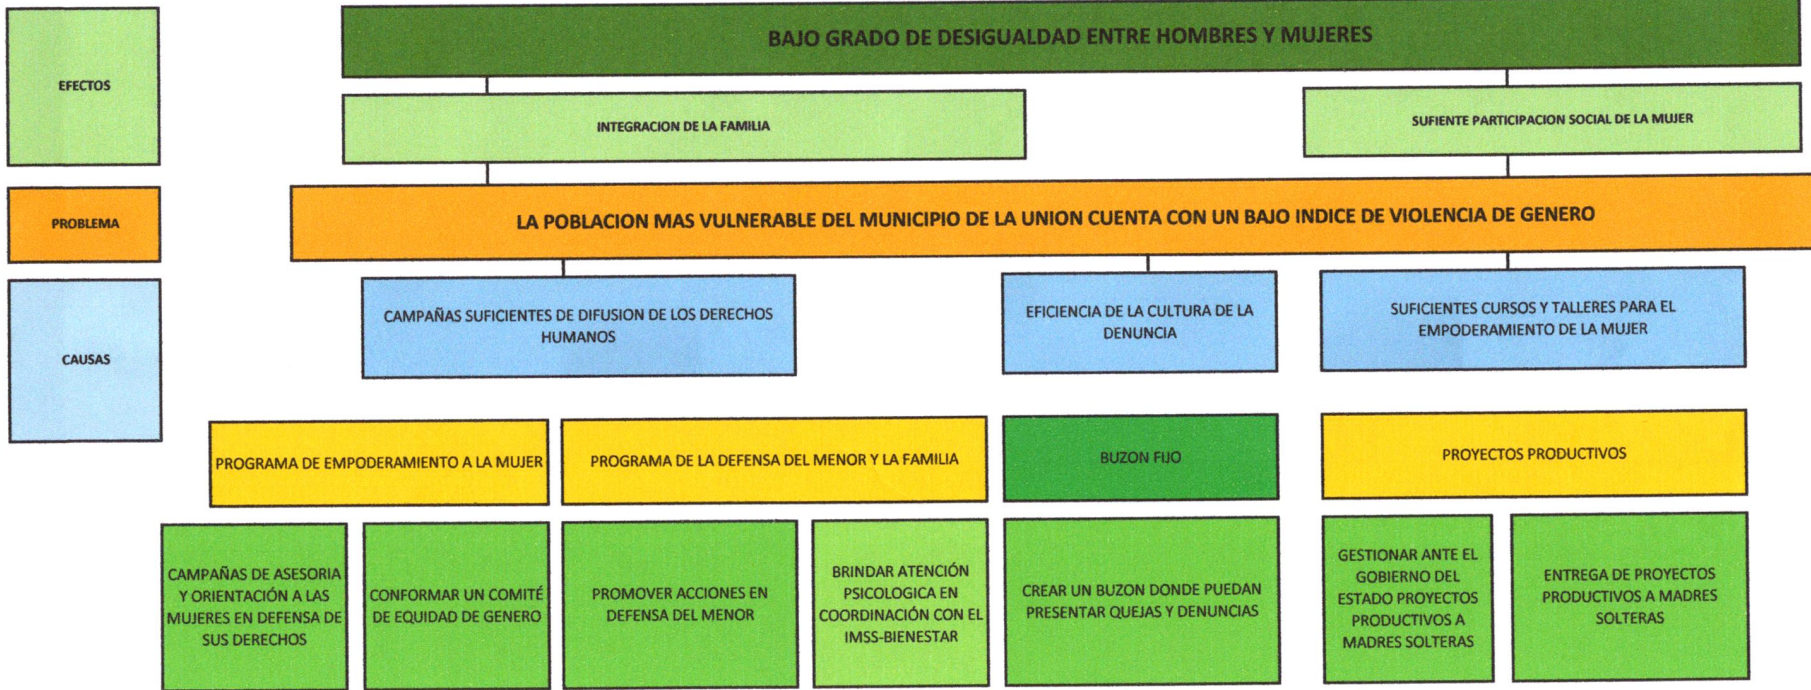 BAJO GRADO DE DESIGUALDAD ENTRE HOMBRES Y MUJERES
EFECTOS
INTEGRACION DE LA FAMILIA
SUFIENTE PARTICIPACION SOCIAL DE LA MUJER
PROBLEMA
LA POBLACION MAS VULNERABLE DEL MUNICIPIO DE LA UNION CUENTA CON UN BAJO INDICE DE VIOLENCIA DE GENERO
CAUSAS
CAMPAÑAS SUFICIENTES DE DIFUSION DE LOS DERECHOS
HUMANOS
EFICIENCIA DE LA CULTURA DE LA
DENUNCIA
SUFICIENTES CURSOS Y TALLERES PARA EL
EMPODERAMIENTO DE LA MUJER
PROGRAMA DE EMPODERAMIENTO A LA MUJER
PROGRAMA DE LA DEFENSA DEL MENOR Y LA FAMILIA
BUZON FIJO
PROYECTOS PRODUCTIVOS
CAMPAÑAS DE ASESORIA
Y ORIENTACIÓN A LAS
MUJERES EN DEFENSA DE
SUS DERECHOS
CONFORMAR UN COMITÉ
DE EQUIDAD DE GENERO
PROMOVER ACCIONES EN
DEFENSA DEL MENOR
BRINDAR ATENCIÓN
PSICOLOGICA EN
COORDINACIÓN CON EL
IMSS-BIENESTAR
CREAR UN BUZON DONDE PUEDAN
PRESENTAR QUEJAS Y DENUNCIAS
GESTIONAR ANTE EL
GOBIERNO DEL
ESTADO PROYECTOS
PRODUCTIVOS A
MADRES SOLTERAS
ENTREGA DE PROYECTOS
PRODUCTIVOS A MADRES
SOLTERAS